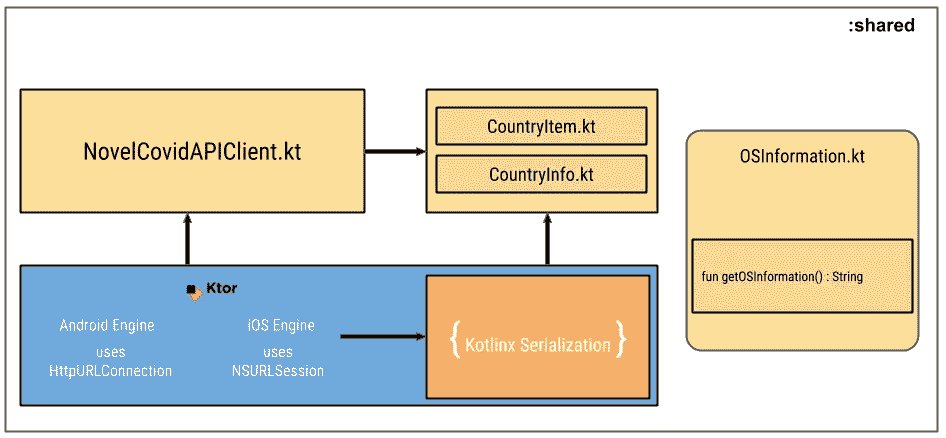 :shared
NovelCovidAPIClient.kt
CountryItem.kt
CountryInfo.kt
OSInformation.kt
fun getOSInformation() : String
Ktor
Android Engine
uses
HttpURLConnection
iOS Engine
uses
NSURLSession
{ Kotlinx Serialization }